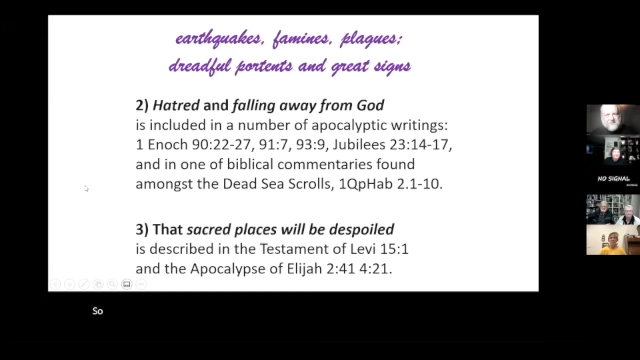 earthquakes, famines, plagues;
dreadful portents and great signs
2) Hatred and falling away from God
is included in a number of apocalyptic writings:
1 Enoch 90:22-27, 91:7, 93:9, Jubilees 23:14-17,
and in one of biblical commentaries found
amongst the Dead Sea Scrolls, 1QpHab 2.1-10.
3) That sacred places will be despoiled
is described in the Testament of Levi 15:1
and the Apocalypse of Elijah 2:41 4:21.
NO SIGNAL
So